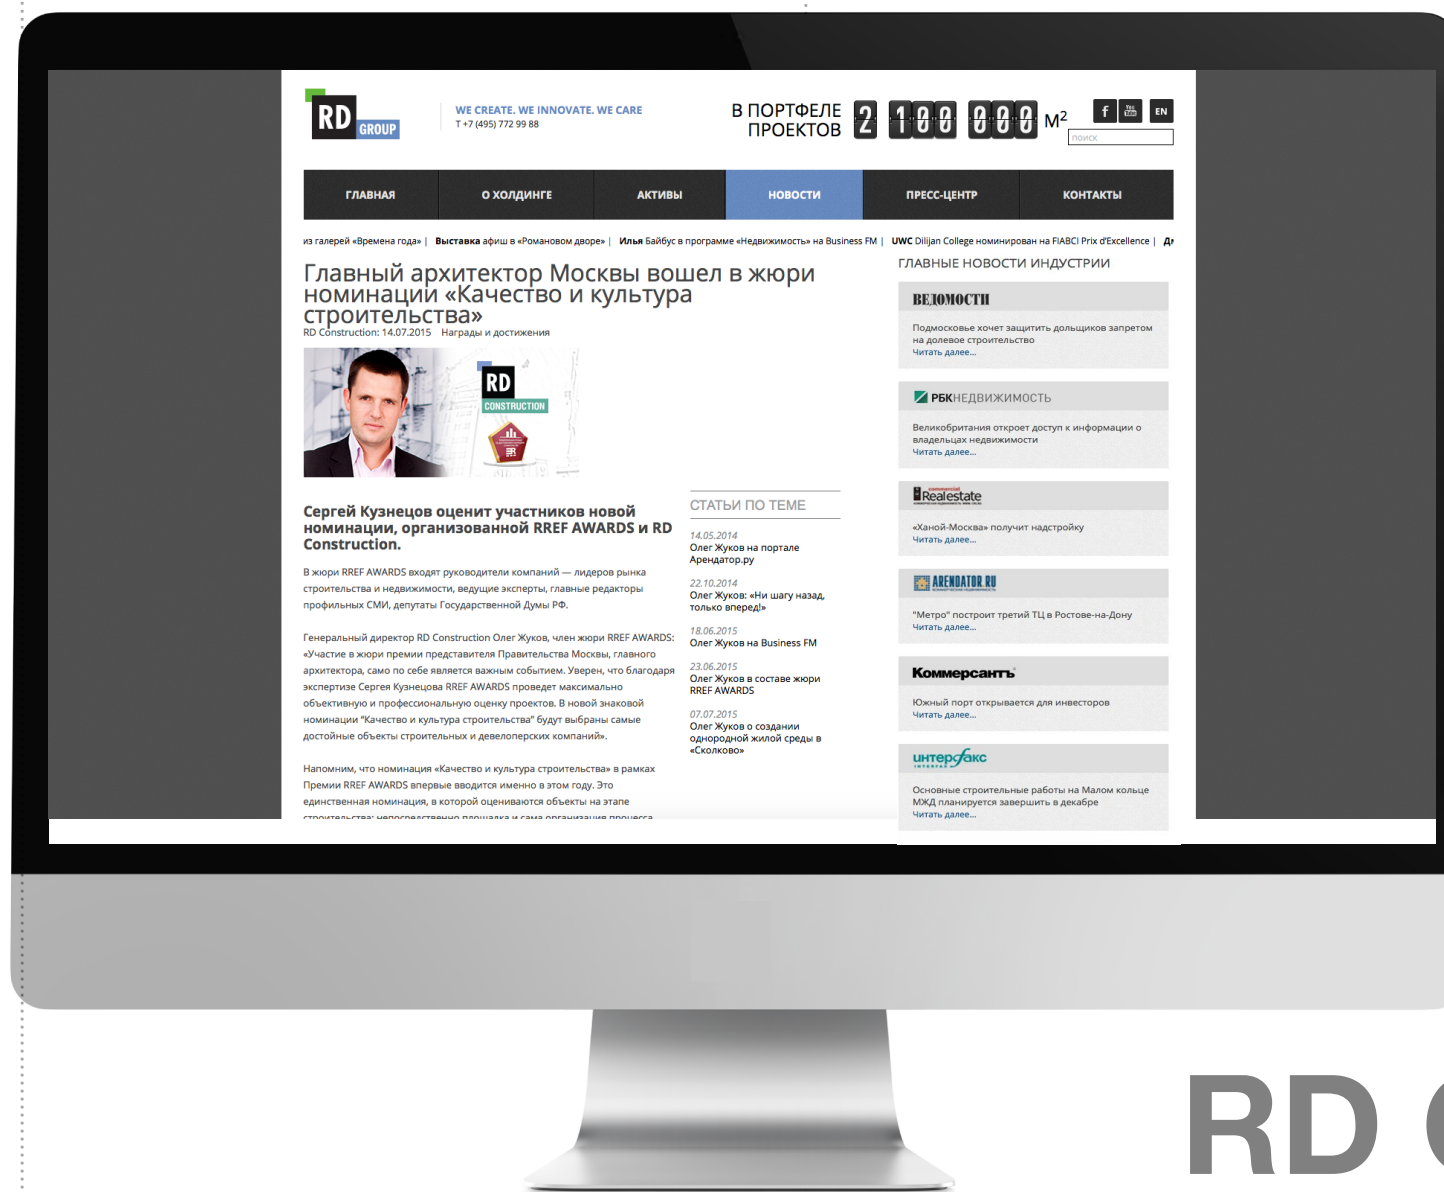 RD
GROUP
WE CREATE. WE INNOVATE. WE CARE
T +7 (495) 772 99 88
В ПОРТФЕЛЕ
ПРОЕКТОВ
2 100 000 М²
f
You Tube
EN
поиск
ГЛАВНАЯ
О ХОЛДИНГЕ
АКТИВЫ
НОВОСТИ
ПРЕСС-ЦЕНТР
КОНТАКТЫ
из галерей «Времена года» | Выставка афиш в «Романовом дворе» | Илья Байбус в программе «Недвижимость» на Business FM | UWC Dilijan College номинирован на FIABCI Prix d'Excellence |
Главный архитектор Москвы вошел в жюри
номинации «Качество и культура
строительства»
RD Construction: 14.07.2015 Награды и достижения
RD
CONSTRUCTION
Сергей Кузнецов оценит участников новой
номинации, организованной RREF AWARDS и RD
Construction.
В жюри RREF AWARDS входят руководители компаний — лидеров рынка
строительства и недвижимости, ведущие эксперты, главные редакторы
профильных СМИ, депутаты Государственной Думы РФ.
Генеральный директор RD Construction Олег Жуков, член жюри RREF AWARDS:
«Участие в жюри премии представителя Правительства Москвы, главного
архитектора, само по себе является важным событием. Уверен, что благодаря
экспертизе Сергея Кузнецова RREF AWARDS проведет максимально
объективную и профессиональную оценку проектов. В новой знаковой
номинации “Качество и культура строительства” будут выбраны самые
достойные объекты строительных и девелоперских компаний».
Напомним, что номинация «Качество и культура строительства» в рамках
Премии RREF AWARDS впервые вводится именно в этом году. Это
единственная номинация, в которой оцениваются объекты на этапе
строительства: непосредственно площадка и сама организация процесса
СТАТЬИ ПО ТЕМЕ
14.05.2014
Олег Жуков на портале
Арендатор.ру
22.10.2014
Олег Жуков: «Ни шагу назад,
только вперед!»
18.06.2015
Олег Жуков на Business FM
23.06.2015
Олег Жуков в составе жюри
RREF AWARDS
07.07.2015
Олег Жуков о создании
однородной жилой среды в
«Сколково»
ГЛАВНЫЕ НОВОСТИ ИНДУСТРИИ
ВЕДОМОСТИ
Подмосковье хочет защитить дольщиков запретом
на долевое строительство
Читать далее...
РБКНЕДВИЖИМОСТЬ
Великобритания откроет доступ к информации о
владельцах недвижимости
Читать далее...
commercial
Realestate
«Ханой-Москва» получит надстройку
Читать далее...
ARENDATOR.RU
"Метро" построит третий ТЦ в Ростове-на-Дону
Читать далее...
Коммерсантъ
Южный порт открывается для инвесторов
Читать далее...
интерфакс
INTERFAX
Основные строительные работы на Малом кольце
МЖД планируется завершить в декабре
Читать далее...
RD